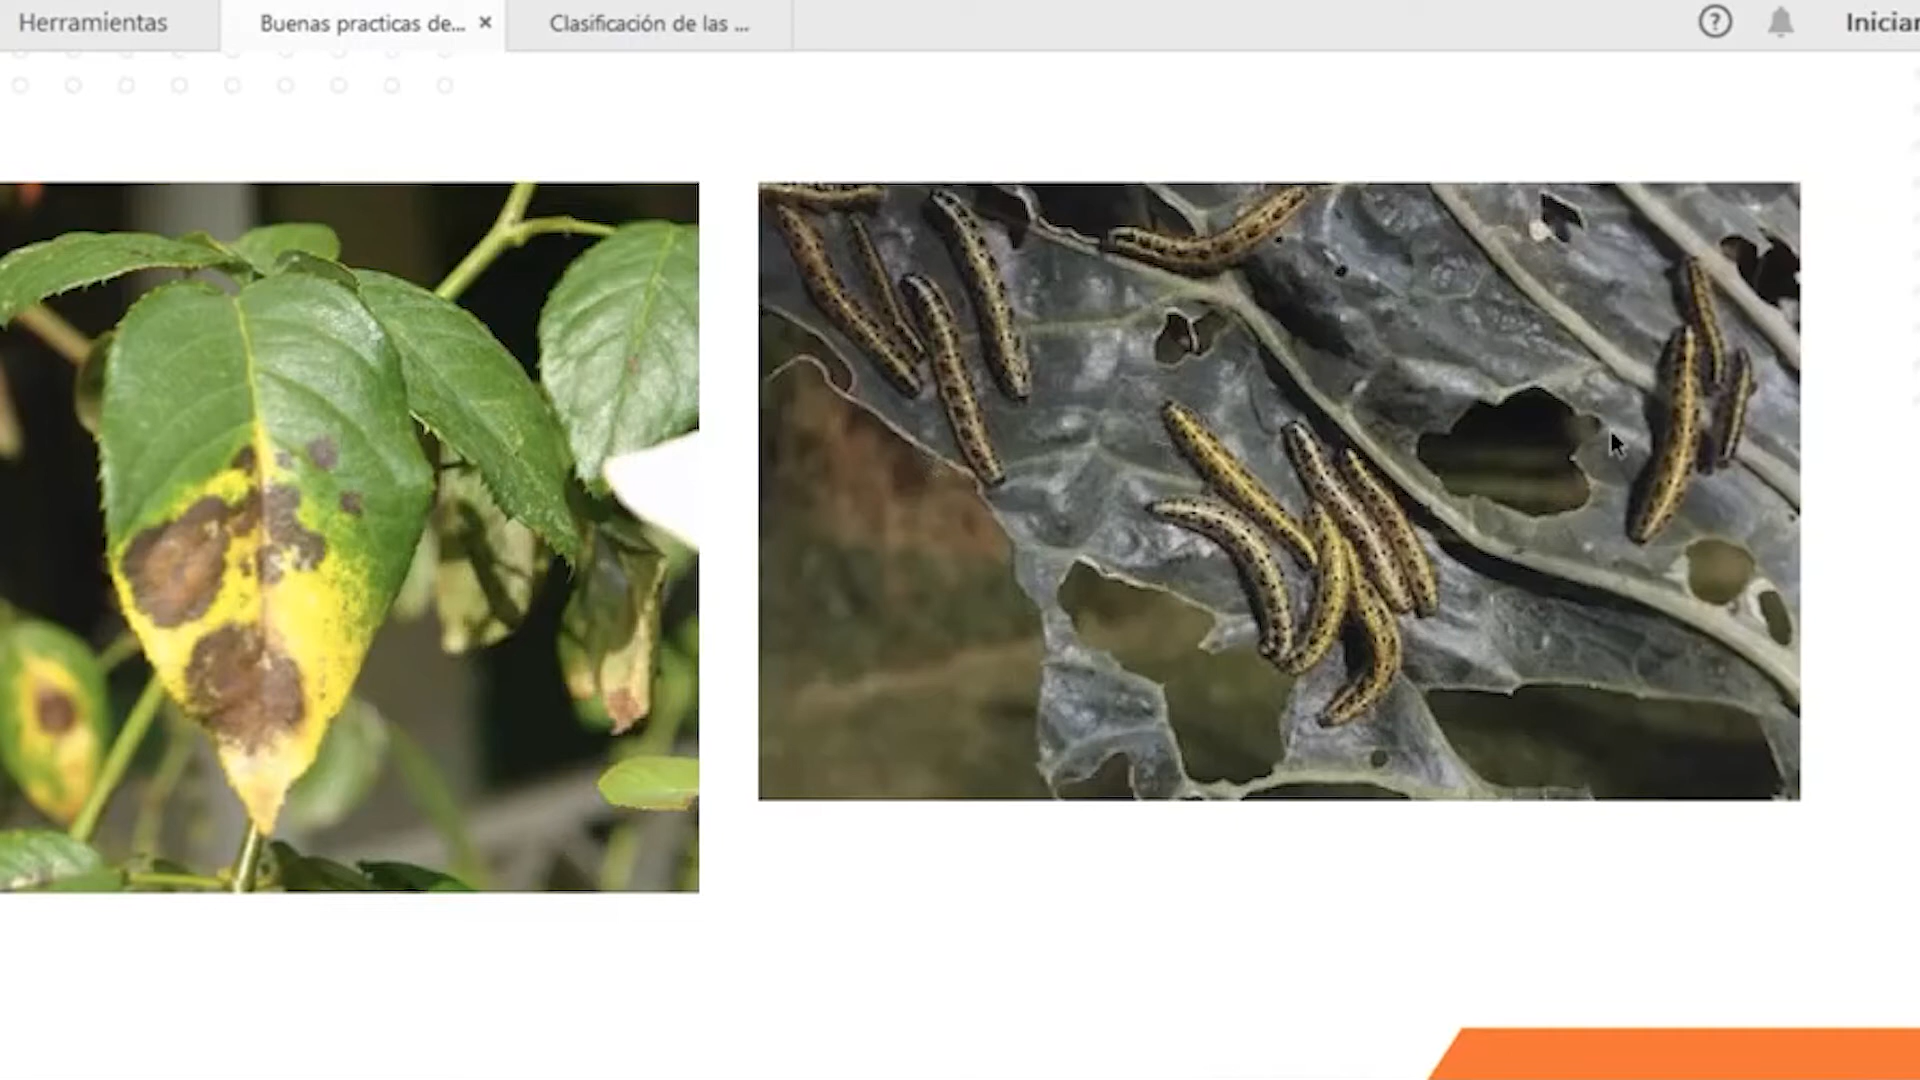 Herramientas
Buenas practicas de...
Clasificación de las ...
Iniciar